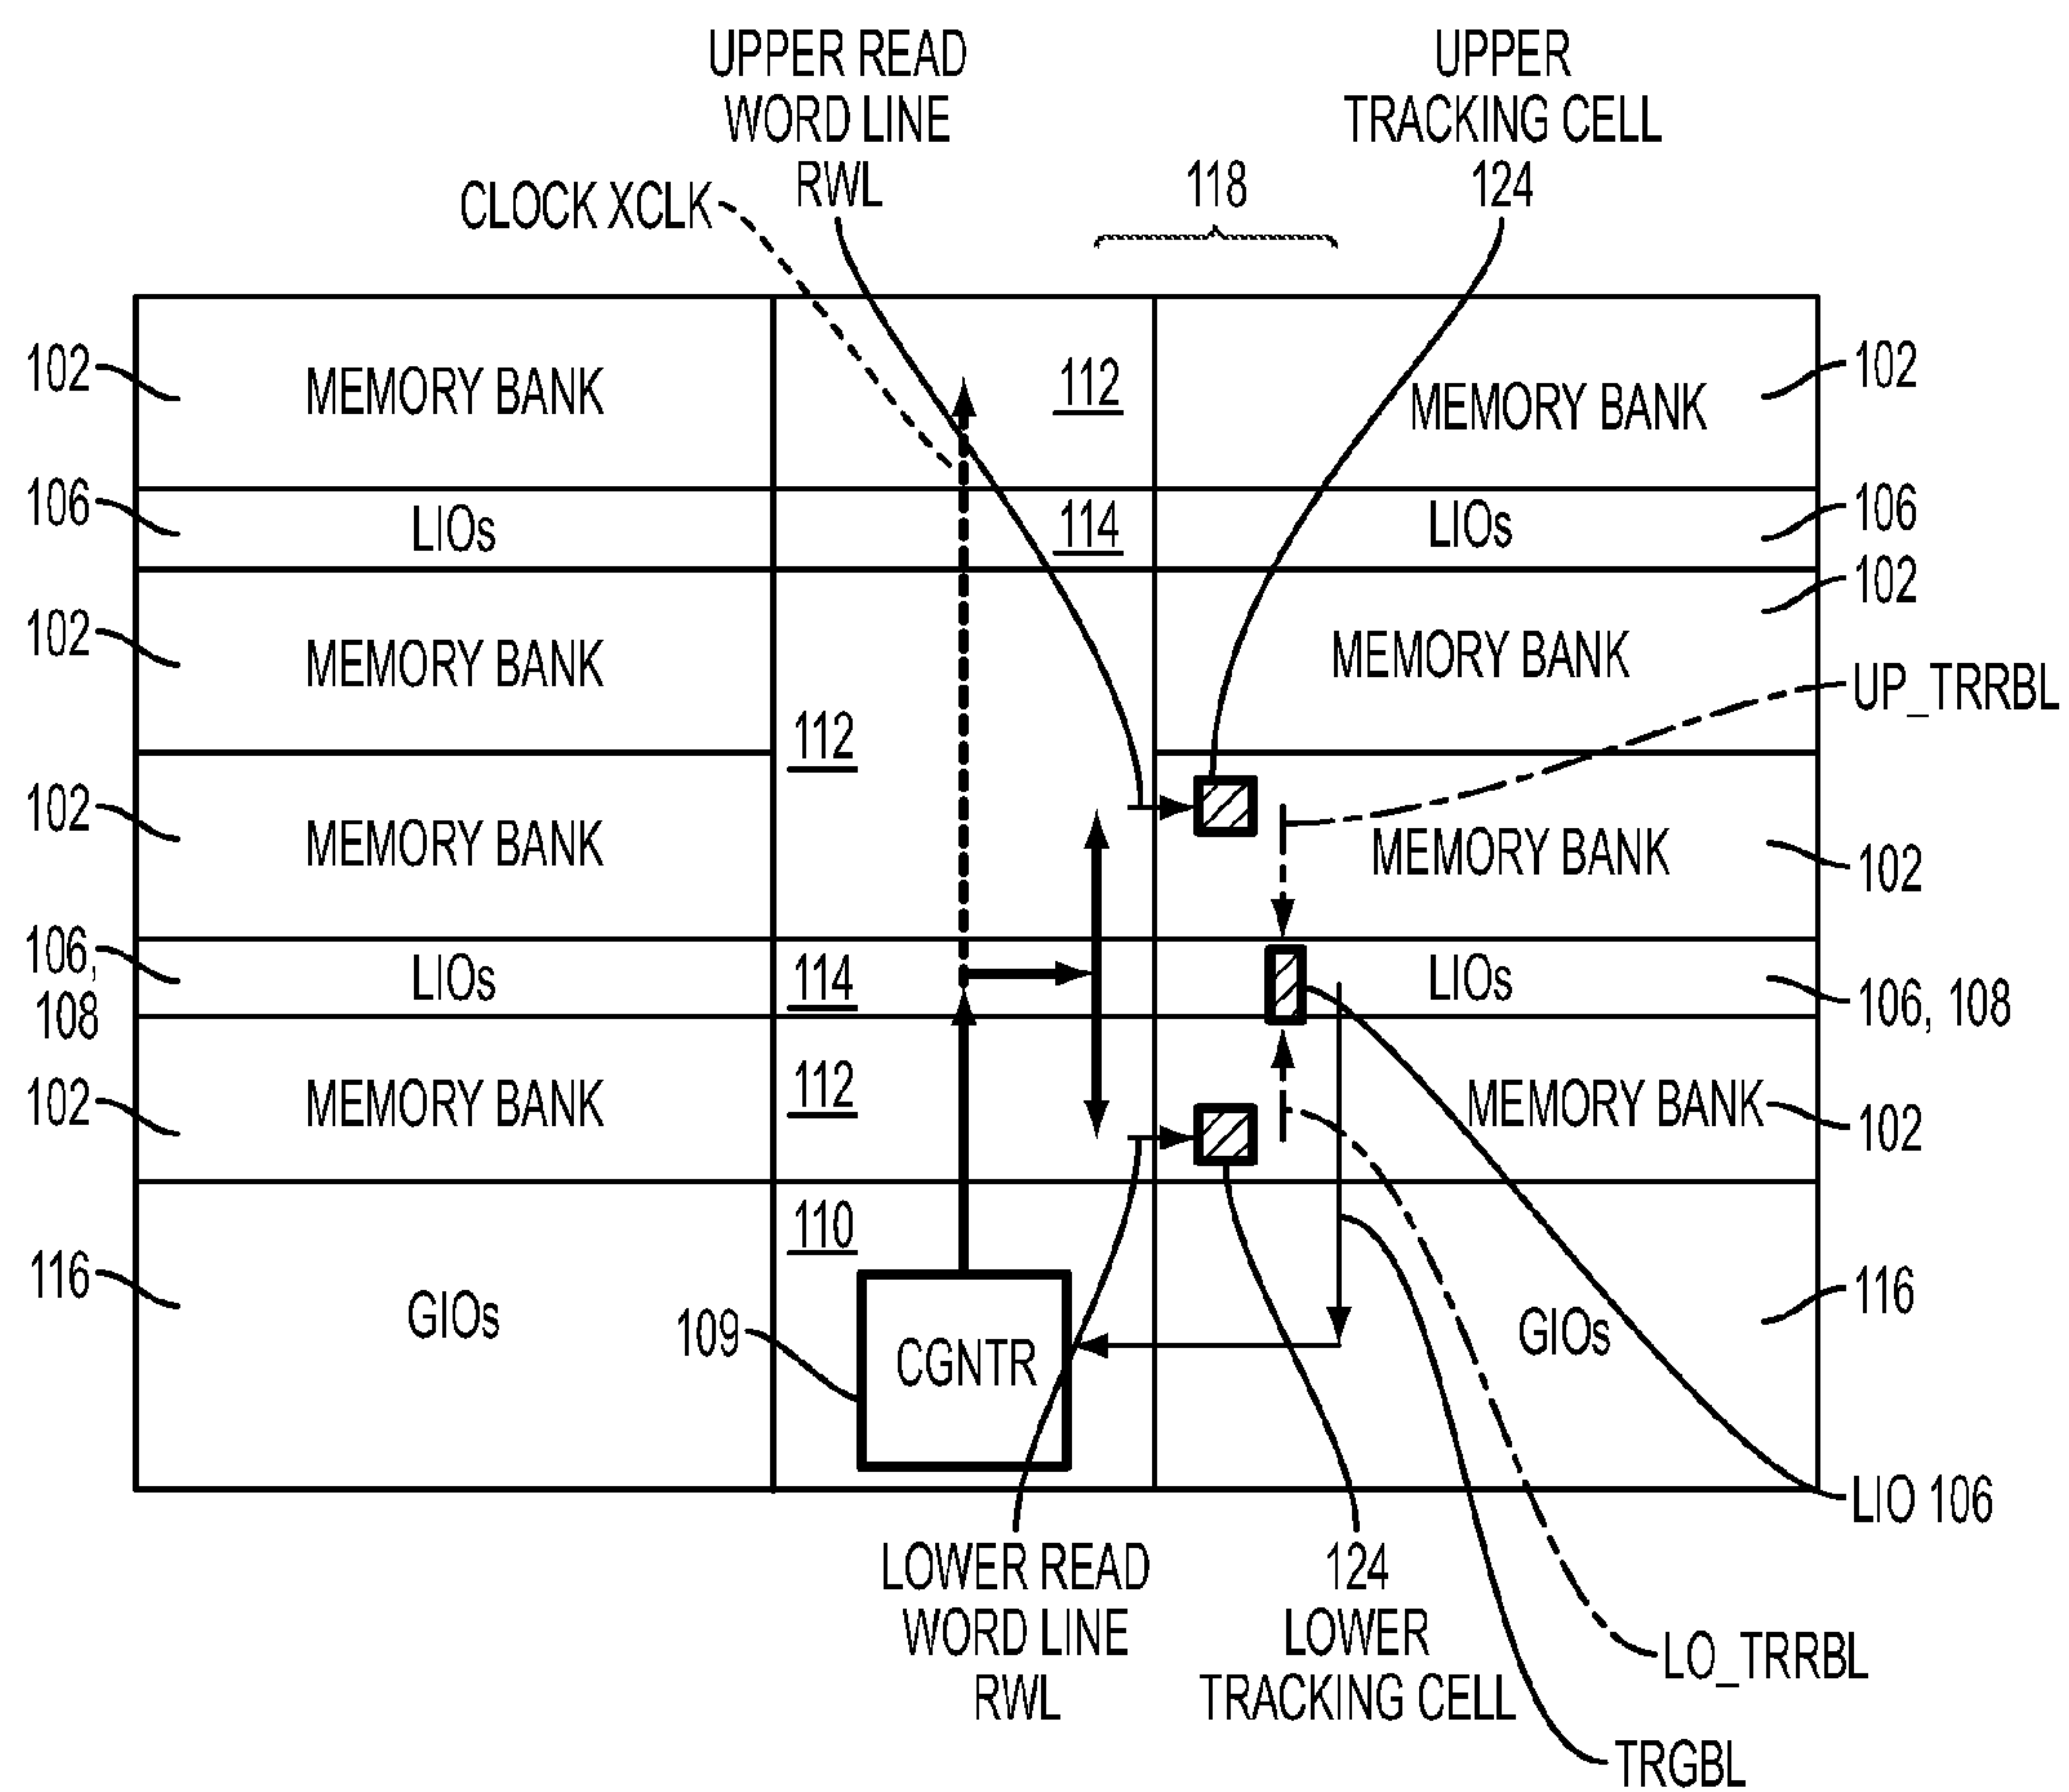 UPPER READ
WORD LINE
RWL
UPPER
TRACKING CELL
124
118
CLOCK XCLK
102
MEMORY BANK
112
MEMORY BANK
102
106
LIOs
114
LIOs
106
102
102
MEMORY BANK
MEMORY BANK
UP_TRRBL
112
102
MEMORY BANK
MEMORY BANK
102
106,
108
LIOs
114
LIOs
106, 108
102
MEMORY BANK
112
MEMORY BANK
102
110
116
GIOs
109
CGNTR
GIOs
116
LIO 106
LOWER READ
WORD LINE
RWL
124
LOWER
TRACKING CELL
LO_TRRBL
TRGBL